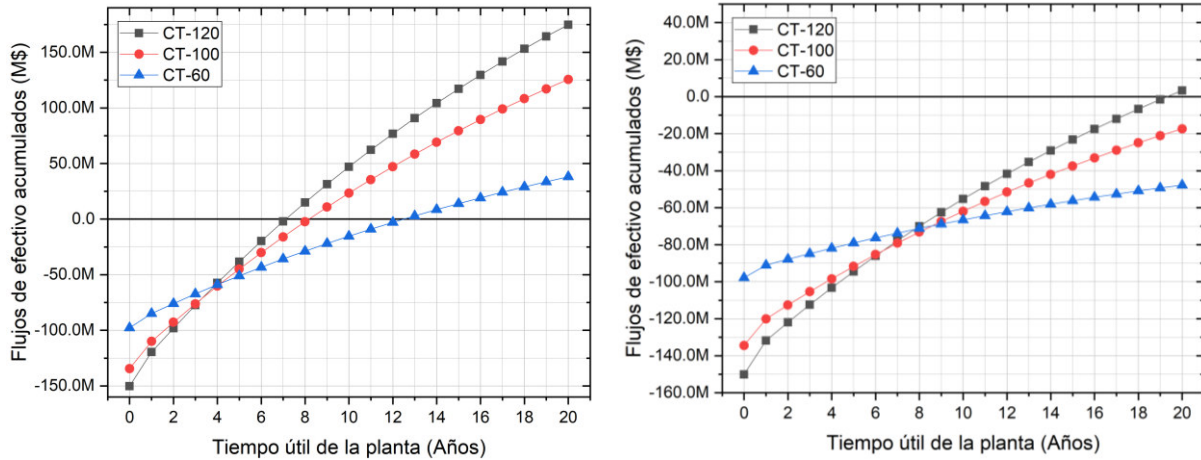 CT-120
CT-100
CT-60
150.0M
100.0M
50.0M
0.0
-50.0M
-100.0M
-150.0M
Flujos de efectivo acumulados (M$)
0 2 4 6 8 10 12 14 16 18 20
Tiempo útil de la planta (Años)
CT-120
CT-100
CT-60
40.0M
20.0M
0.0
-20.0M
-40.0M
-60.0M
-80.0M
-100.0M
-120.0M
-140.0M
-160.0M
Flujos de efectivo acumulados (M$)
0 2 4 6 8 10 12 14 16 18 20
Tiempo útil de la planta (Años)